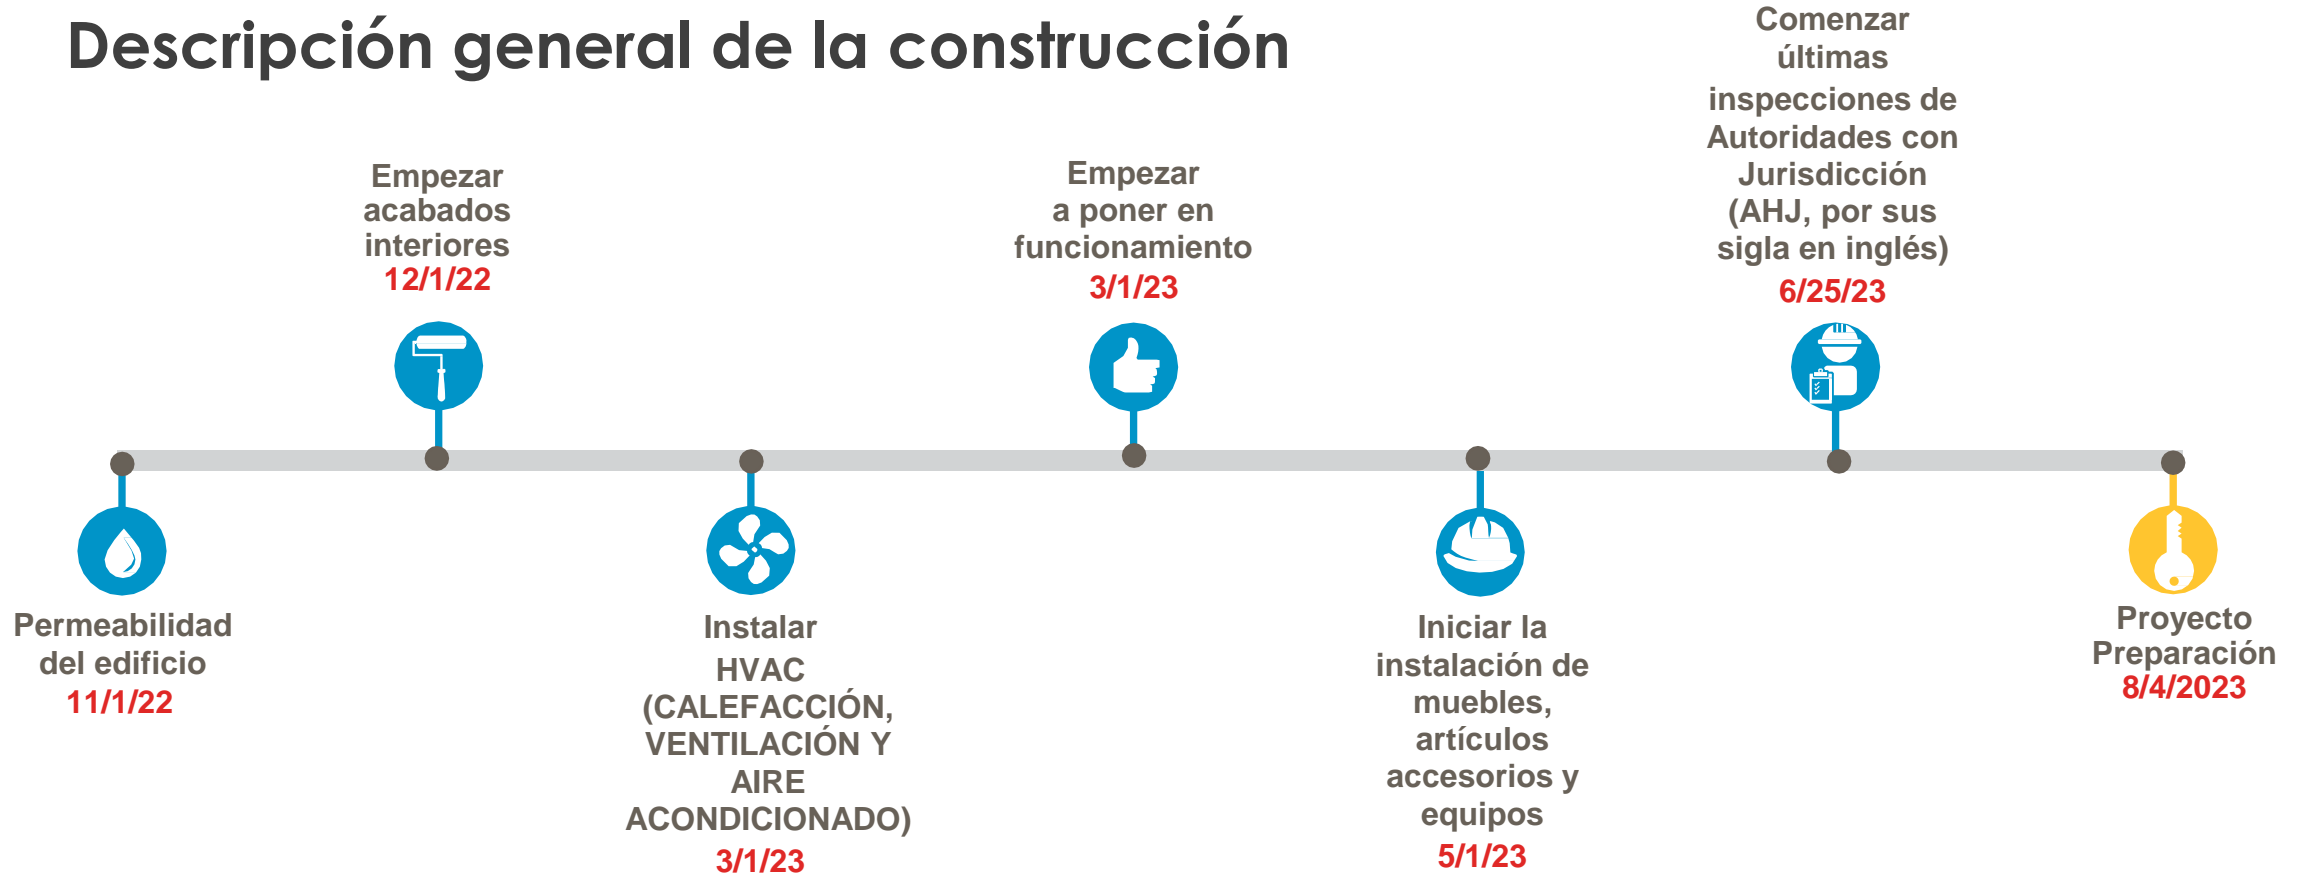 Descripción general de la construcción
Permeabilidad
del edificio
11/1/22
Empezar
acabados
interiores
12/1/22
Instalar
HVAC
(CALEFACCIÓN,
VENTILACIÓN Y
AIRE
ACONDICIONADO)
3/1/23
Empezar
a poner en
funcionamiento
3/1/23
Iniciar la
instalación de
muebles,
artículos
accesorios y
equipos
5/1/23
Comenzar
últimas
inspecciones de
Autoridades con
Jurisdicción
(AHJ, por sus
sigla en inglés)
6/25/23
Proyecto
Preparación
8/4/2023